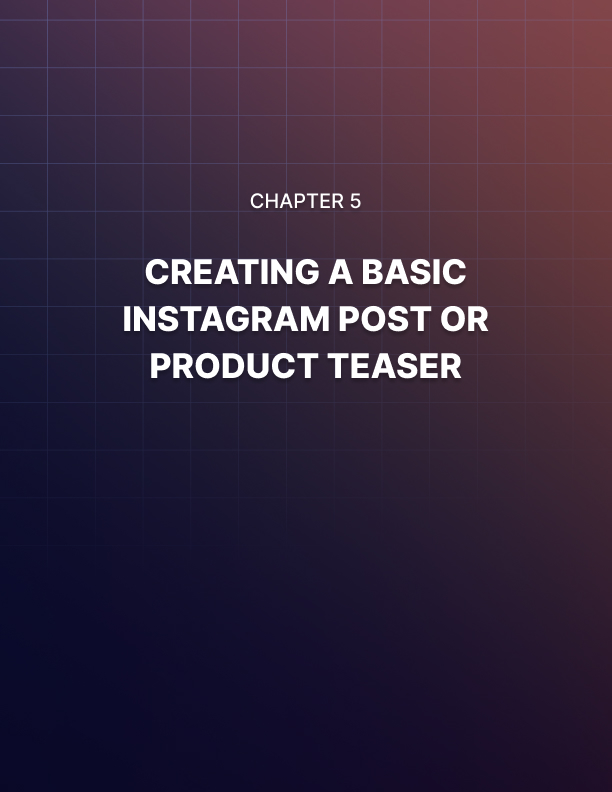 CHAPTER 5
CREATING A BASIC
INSTAGRAM POST OR
PRODUCT TEASER